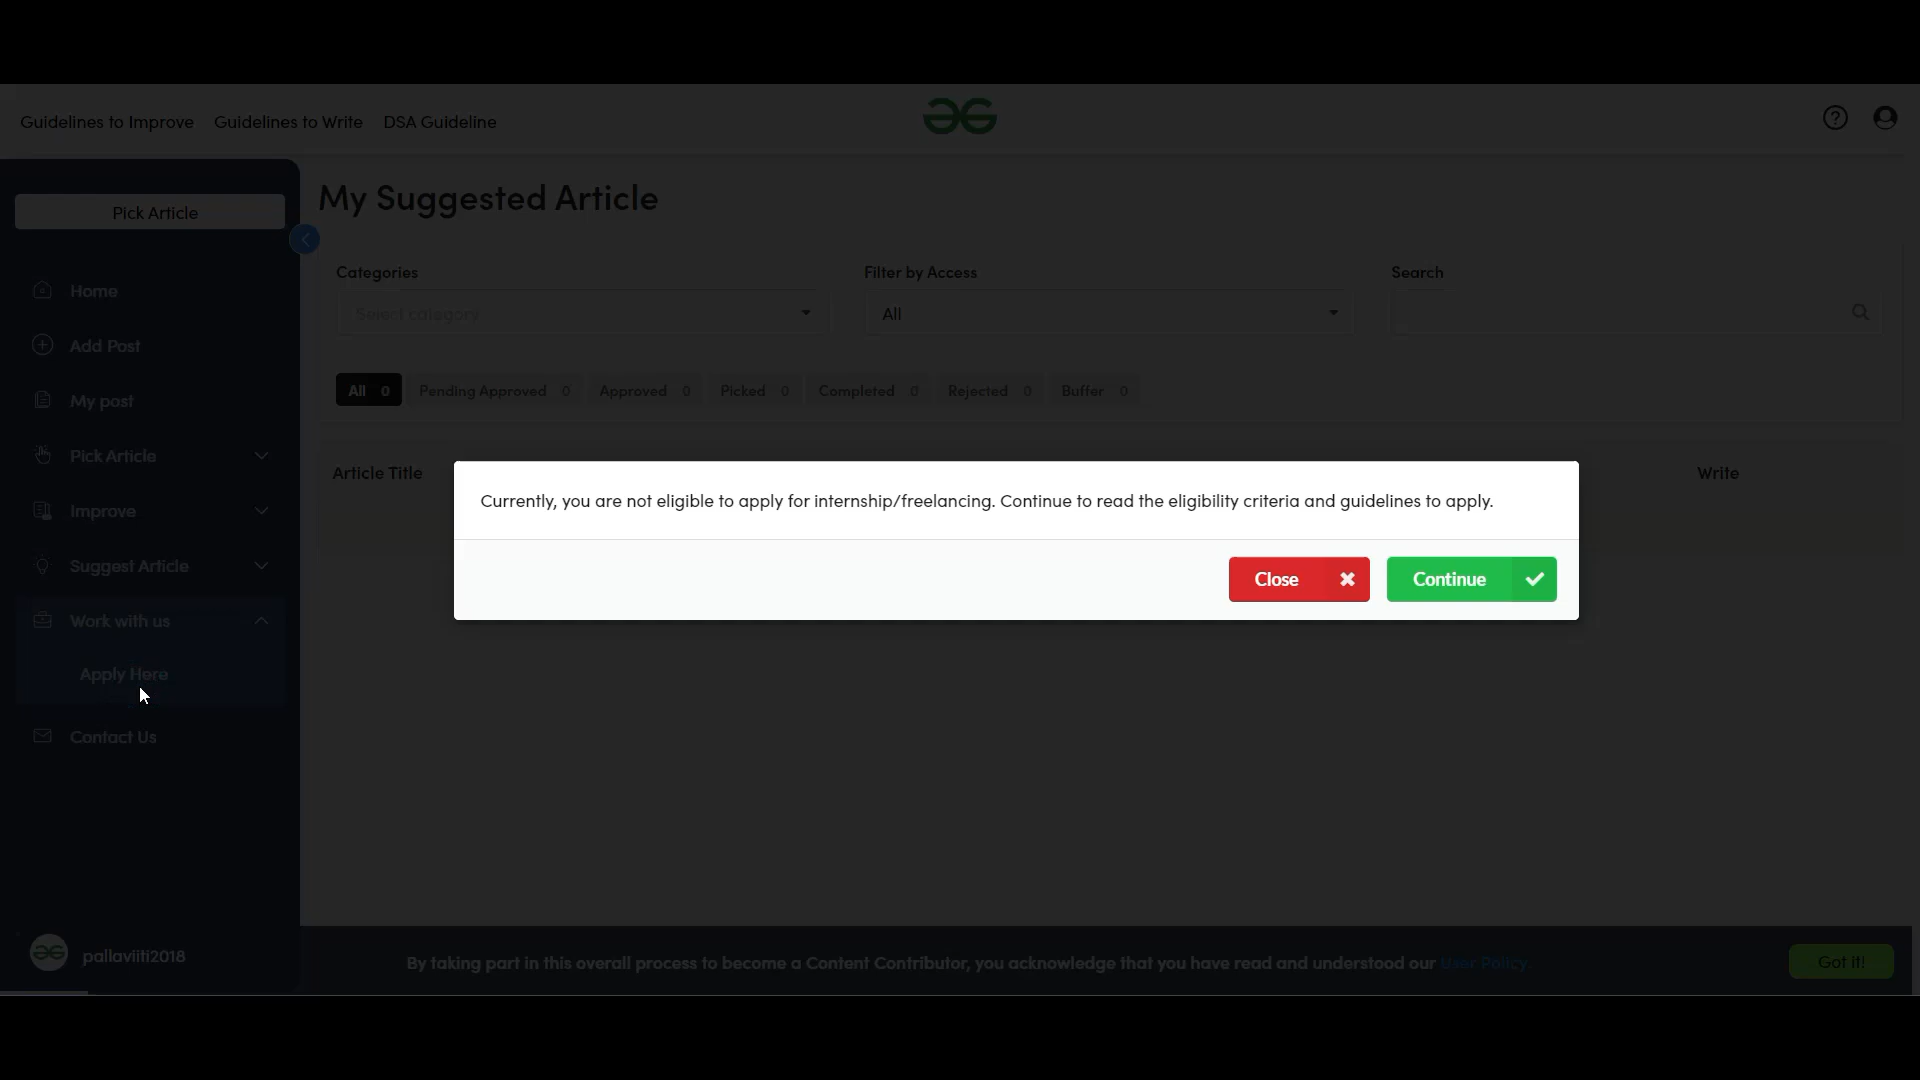 Guidelines to Improve
Guidelines to Write
DSA Guideline
Pick Article
My Suggested Article
Categories
Filter by Access
Search
Select category
All
Home
Add Post
My post
Pick Article
Improve
Suggest Article
Work with us
Apply Here
Contact Us
All 0
Pending Approved 0
Approved 0
Picked 0
Completed 0
Rejected 0
Buffer 0
Article Title
Write
Currently, you are not eligible to apply for internship/freelancing. Continue to read the eligibility criteria and guidelines to apply.
Close
Continue
pallaviiti2018
By taking part in this overall process to become a Content Contributor, you acknowledge that you have read and understood our User Policy.
Got it!